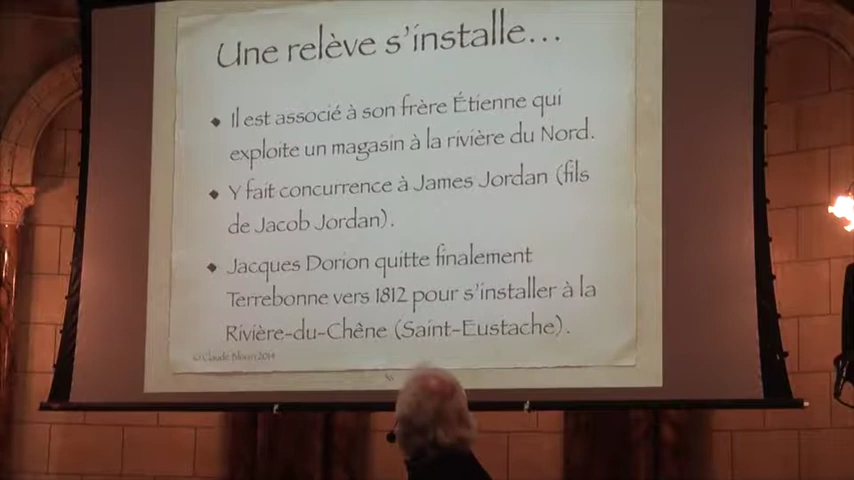 Une relève s'installe…
◆ Il est associé à son frère Étienne qui
exploite un magasin à la rivière du Nord.
◆ Y fait concurrence à James Jordan (fils
de Jacob Jordan).
◆ Jacques Dorion quitte finalement
Terrebonne vers 1812 pour s'installer à la
Rivière-du-Chêne (Saint-Eustache).
© Claude 2014